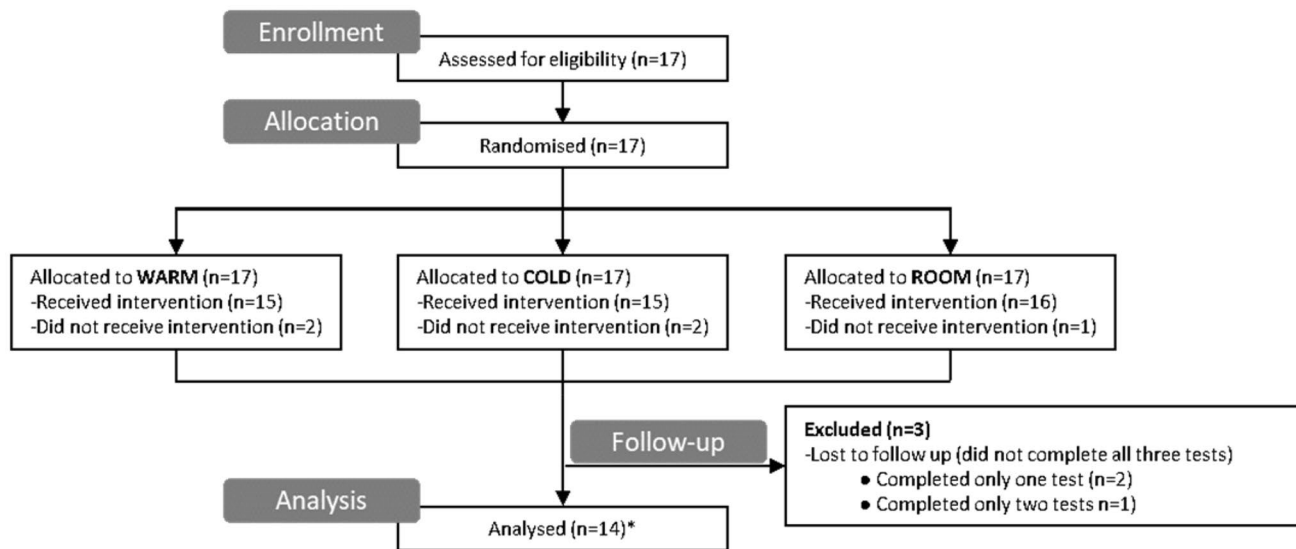 Enrollment
Assessed for eligibility (n=17)
Allocation
Randomised (n=17)
Allocated to WARM (n=17)
-Received intervention (n=15)
-Did not receive intervention (n=2)
Allocated to COLD (n=17)
-Received intervention (n=15)
-Did not receive intervention (n=2)
Allocated to ROOM (n=17)
-Received intervention (n=16)
-Did not receive intervention (n=1)
Follow-up
Excluded (n=3)
-Lost to follow up (did not complete all three tests)
● Completed only one test (n=2)
● Completed only two tests n=1)
Analysis
Analysed (n=14)*